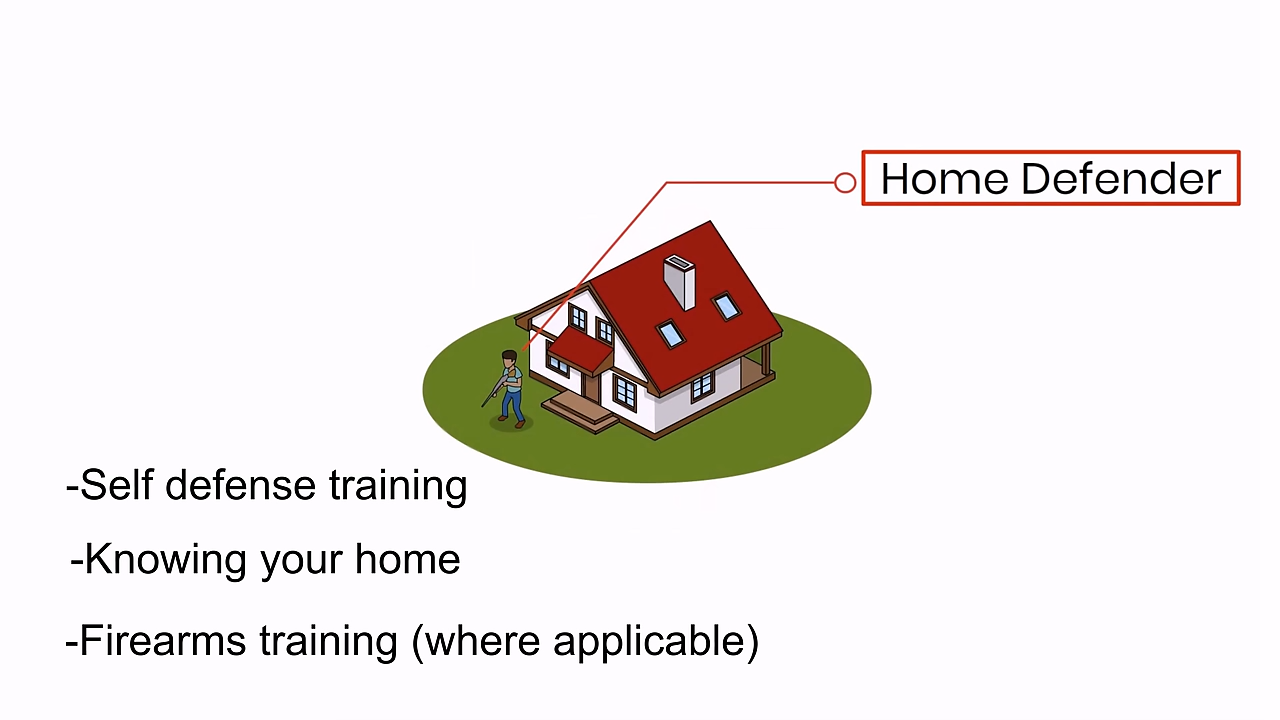 Home Defender
-Self defense training
-Knowing your home
-Firearms training (where applicable)